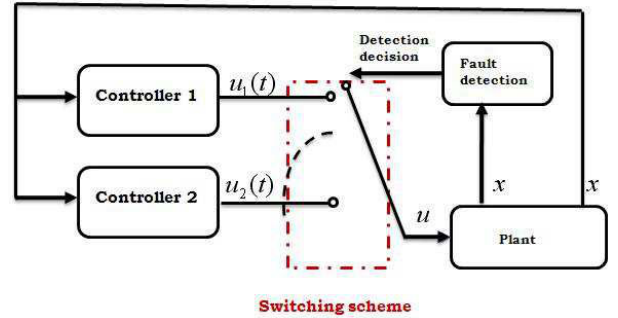 Detection
decision
Fault
detection
Controller 1
u₁(t)
Controller 2
u₂(t)
x
x
u
Plant
Switching scheme